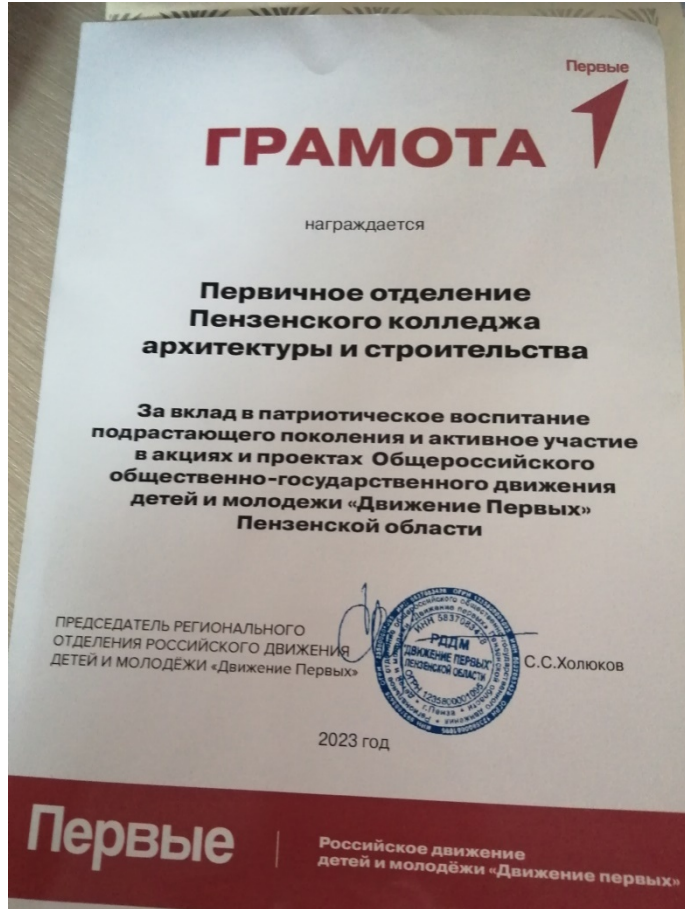 Первые
ГРАМОТА
награждается
Первичное отделение
Пензенского колледжа
архитектуры и строительства
За вклад в патриотическое воспитание
подрастающего поколения и активное участие
в акциях и проектах Общероссийского
общественно-государственного движения
детей и молодежи «Движение Первых»
Пензенской области
ПРЕДСЕДАТЕЛЬ РЕГИОНАЛЬНОГО
ОТДЕЛЕНИЯ РОССИЙСКОГО ДВИЖЕНИЯ
ДЕТЕЙ И МОЛОДЁЖИ «Движение Первых»
РДДМ
"ДВИЖЕНИЕ ПЕРВЫХ"
ПЕНЗЕНСКОЙ ОБЛАСТИ
г.Пенза
С.С.Холюков
2023 год
Первые
Российское движение
детей и молодёжи «Движение первых»